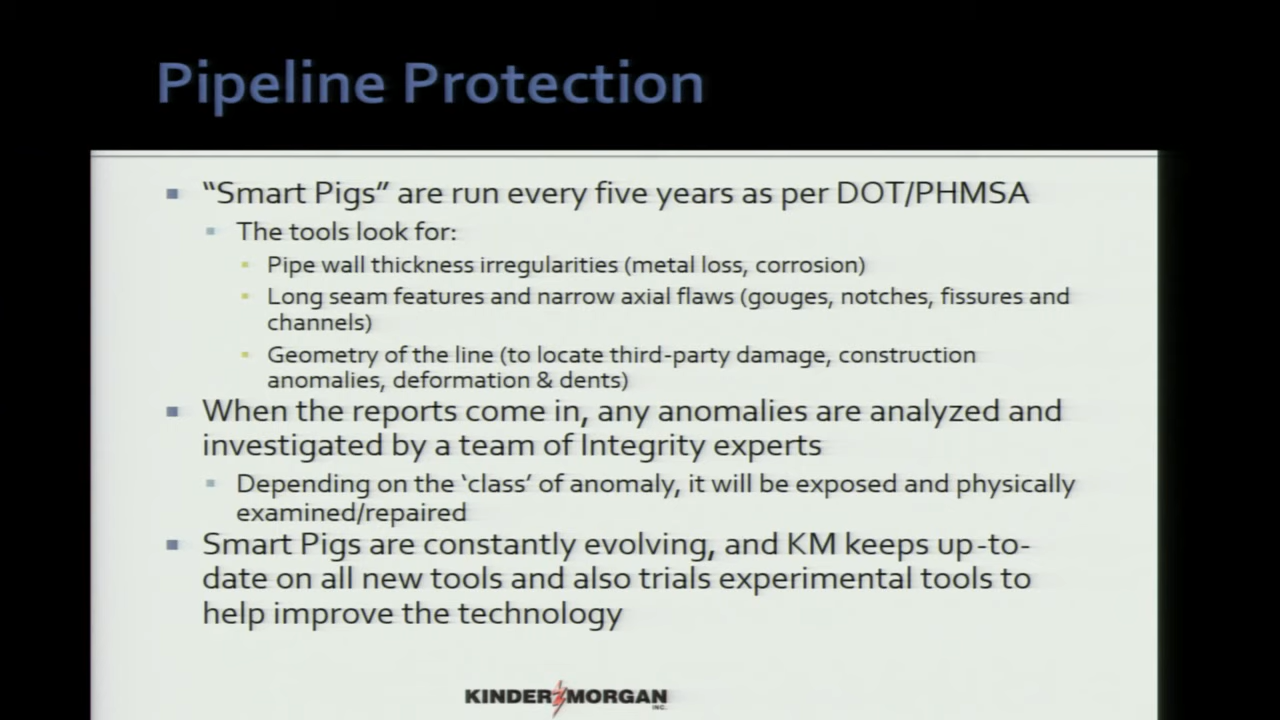 Pipeline Protection
“Smart Pigs” are run every five years as per DOT/PHMSA
The tools look for:
Pipe wall thickness irregularities (metal loss, corrosion)
Long seam features and narrow axial flaws (gouges, notches, fissures and
channels)
Geometry of the line (to locate third-party damage, construction
anomalies, deformation & dents)
When the reports come in, any anomalies are analyzed and
investigated by a team of Integrity experts
Depending on the ‘class’ of anomaly, it will be exposed and physically
examined/repaired
Smart Pigs are constantly evolving, and KM keeps up-to-
date on all new tools and also trials experimental tools to
help improve the technology
KINDER MORGAN
INC.